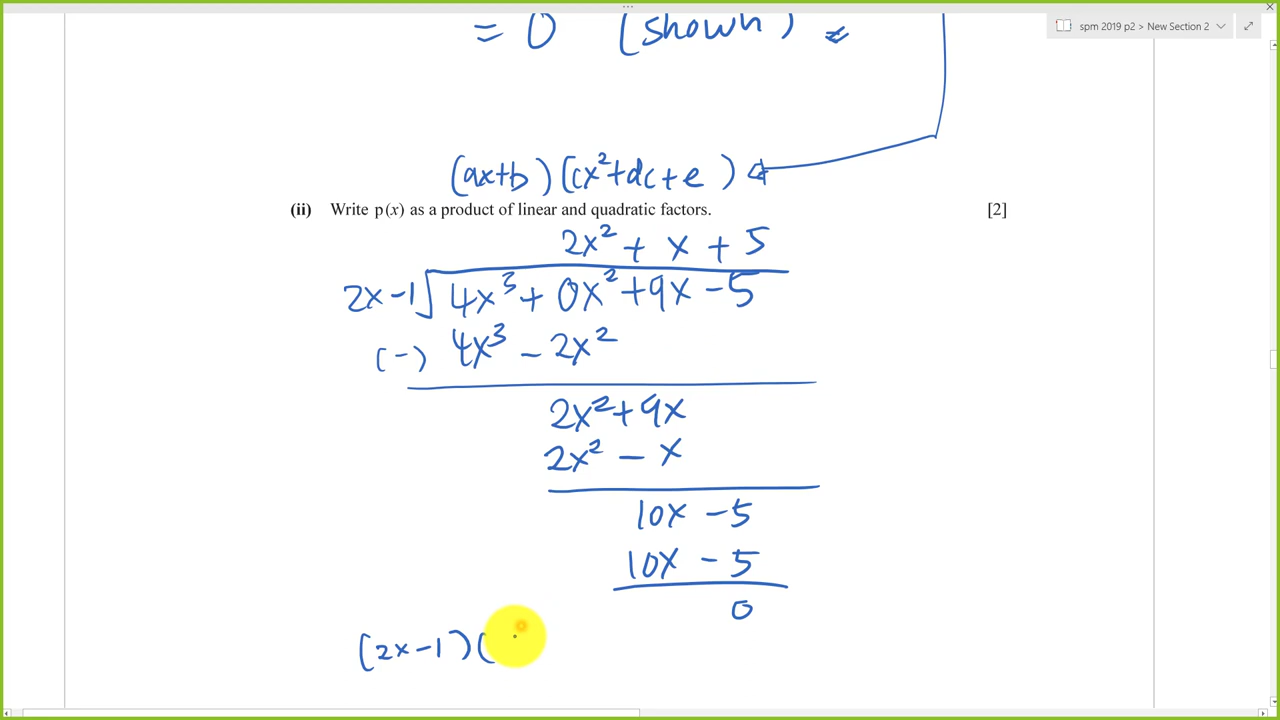 spm 2019 p2 > New Section 2
= 0 (shown)
(ax+b)(cx²+dc+e)
(ii) Write p(x) as a product of linear and quadratic factors. [2]
2x² + x + 5
2x-1 4x³ + 0x² + 9x - 5
(-) 4x³ - 2x²
2x² + 9x
2x² - x
10x - 5
10x - 5
0
(2x-1)(